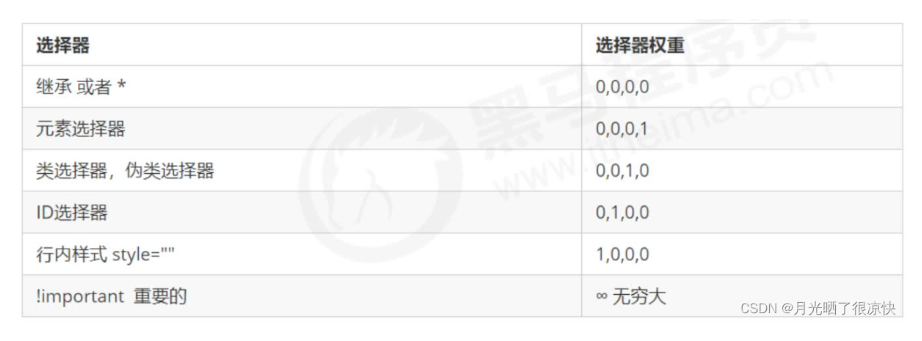 选择器 选择器权重
继承 或者 * 0,0,0,0
元素选择器 0,0,0,1
类选择器，伪类选择器 0,0,1,0
ID选择器 0,1,0,0
行内样式 style="" 1,0,0,0
!important 重要的 ∞ 无穷大
黑马程序员
www.itheima.com
CSDN @月光晒了很凉快